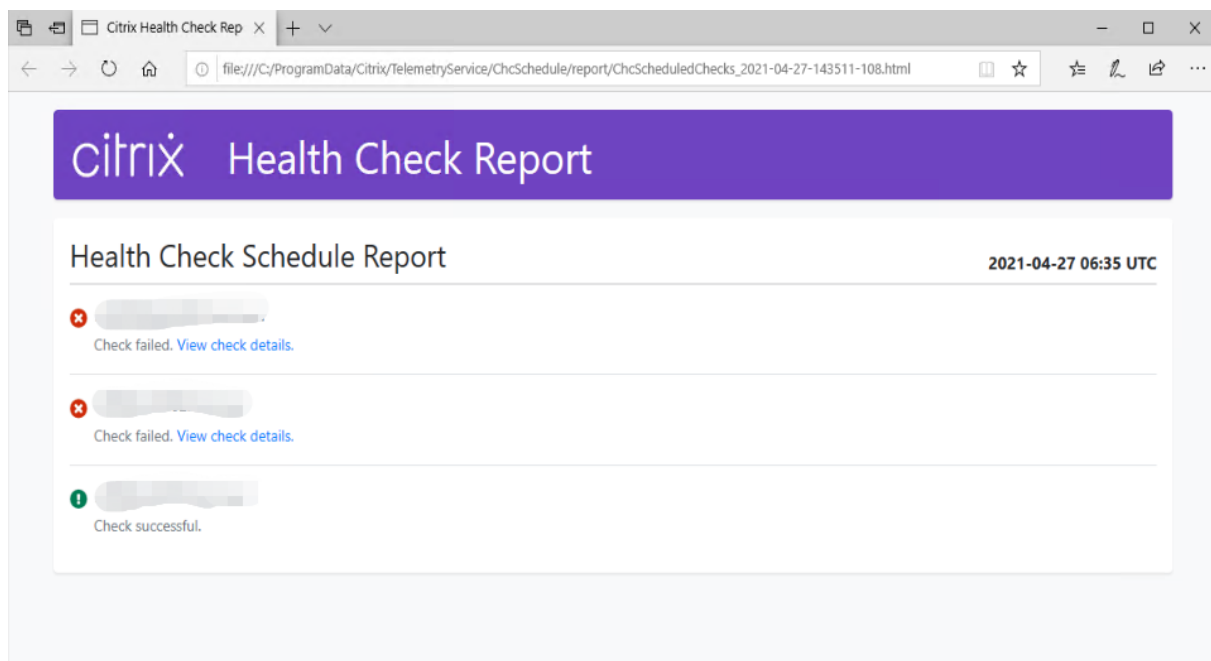 Citrix Health Check Rep
file:///C:/ProgramData/Citrix/TelemetryService/ChcSchedule/report/ChcScheduledChecks_2021-04-27-143511-108.html
citrix Health Check Report
Health Check Schedule Report 2021-04-27 06:35 UTC
Check failed. View check details.
Check failed. View check details.
Check successful.